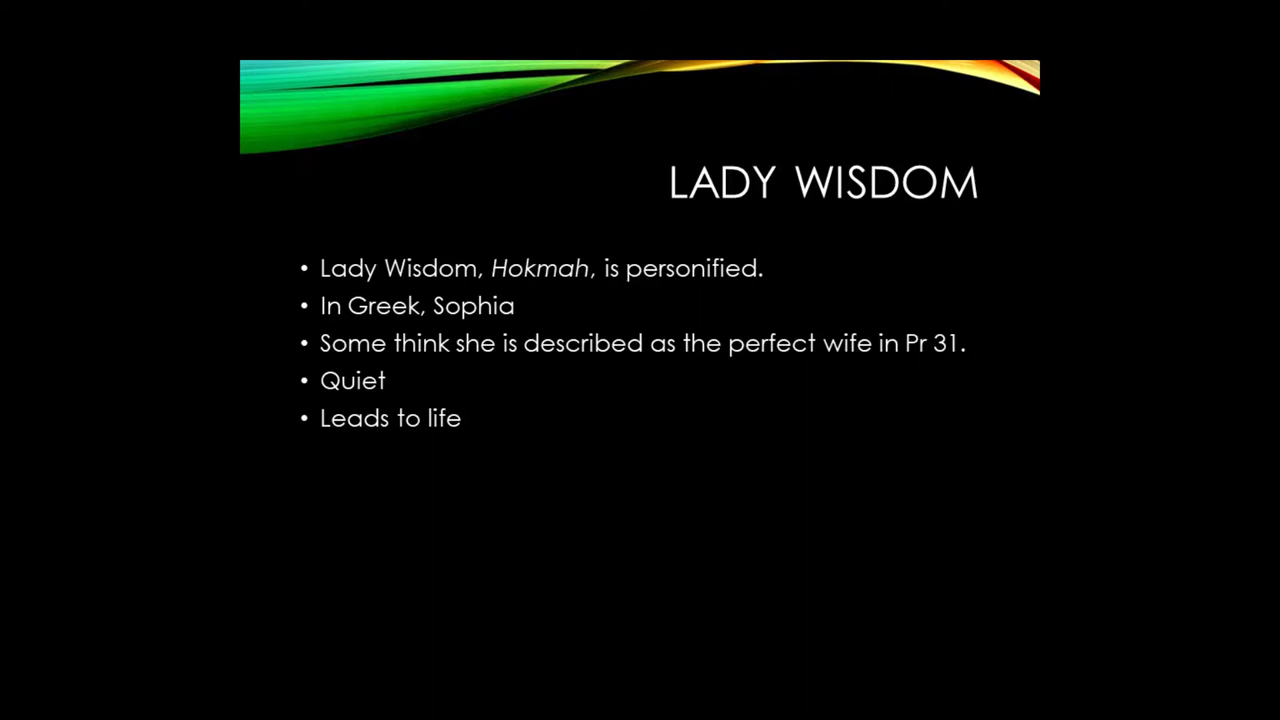 LADY WISDOM
• Lady Wisdom, Hokmah, is personified.
• In Greek, Sophia
• Some think she is described as the perfect wife in Pr 31.
• Quiet
• Leads to life